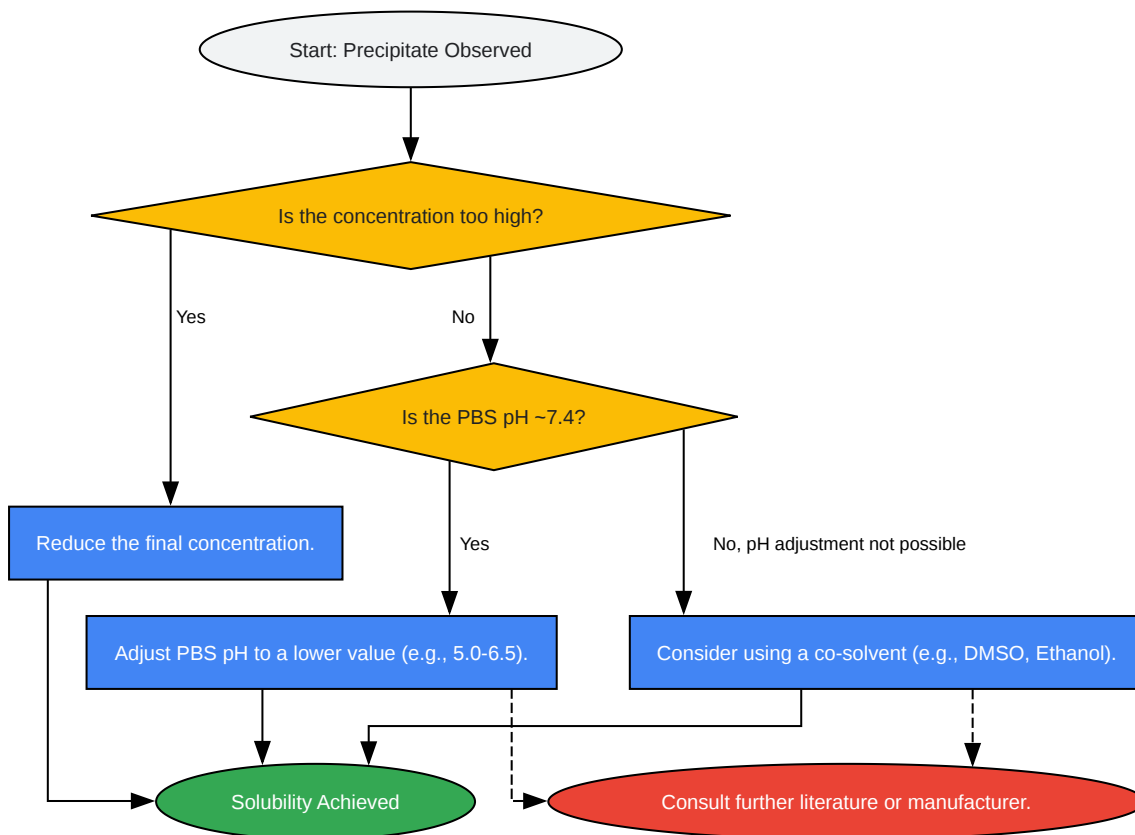 Start: Precipitate Observed
Is the concentration too high?
Yes
No
Is the PBS pH ~7.4?
Reduce the final concentration.
Yes
No, pH adjustment not possible
Adjust PBS pH to a lower value (e.g., 5.0-6.5).
Consider using a co-solvent (e.g., DMSO, Ethanol).
Solubility Achieved
Consult further literature or manufacturer.